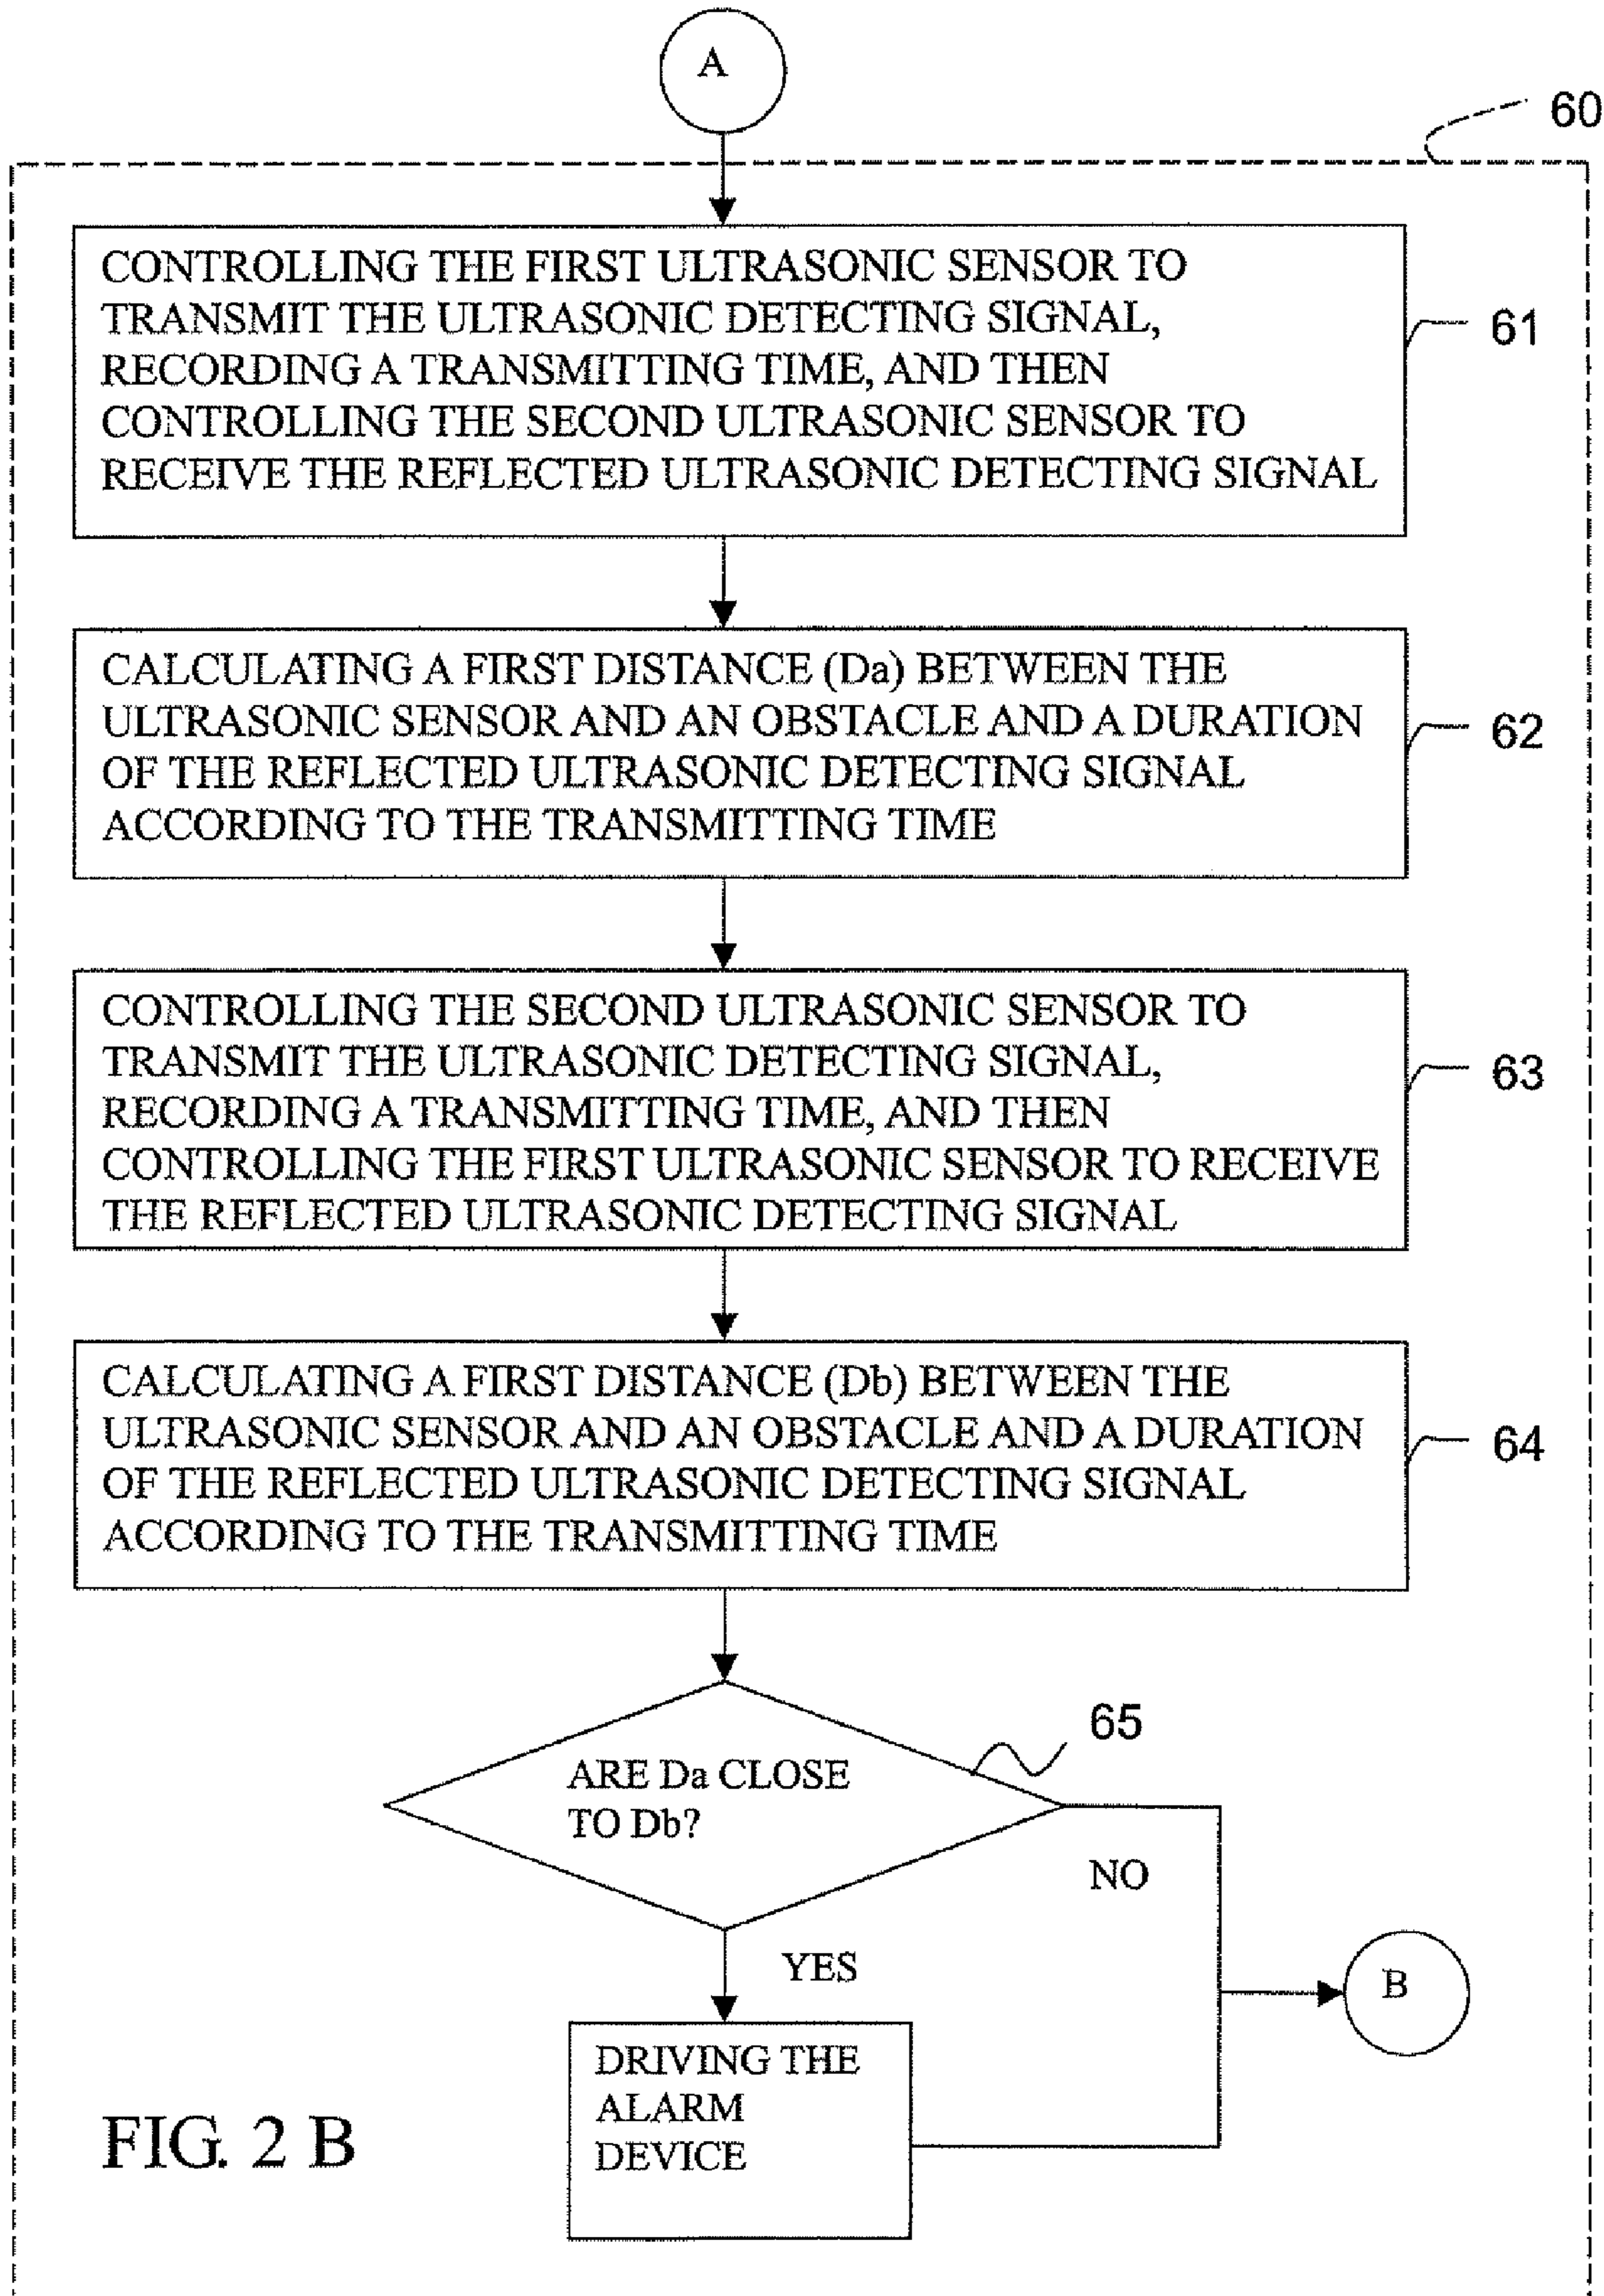 A
60
CONTROLLING THE FIRST ULTRASONIC SENSOR TO
TRANSMIT THE ULTRASONIC DETECTING SIGNAL,
RECORDING A TRANSMITTING TIME, AND THEN
CONTROLLING THE SECOND ULTRASONIC SENSOR TO
RECEIVE THE REFLECTED ULTRASONIC DETECTING SIGNAL
61
CALCULATING A FIRST DISTANCE (Da) BETWEEN THE
ULTRASONIC SENSOR AND AN OBSTACLE AND A DURATION
OF THE REFLECTED ULTRASONIC DETECTING SIGNAL
ACCORDING TO THE TRANSMITTING TIME
62
CONTROLLING THE SECOND ULTRASONIC SENSOR TO
TRANSMIT THE ULTRASONIC DETECTING SIGNAL,
RECORDING A TRANSMITTING TIME, AND THEN
CONTROLLING THE FIRST ULTRASONIC SENSOR TO RECEIVE
THE REFLECTED ULTRASONIC DETECTING SIGNAL
63
CALCULATING A FIRST DISTANCE (Db) BETWEEN THE
ULTRASONIC SENSOR AND AN OBSTACLE AND A DURATION
OF THE REFLECTED ULTRASONIC DETECTING SIGNAL
ACCORDING TO THE TRANSMITTING TIME
64
ARE Da CLOSE
TO Db?
65
NO
YES
B
DRIVING THE
ALARM
DEVICE
FIG. 2 B